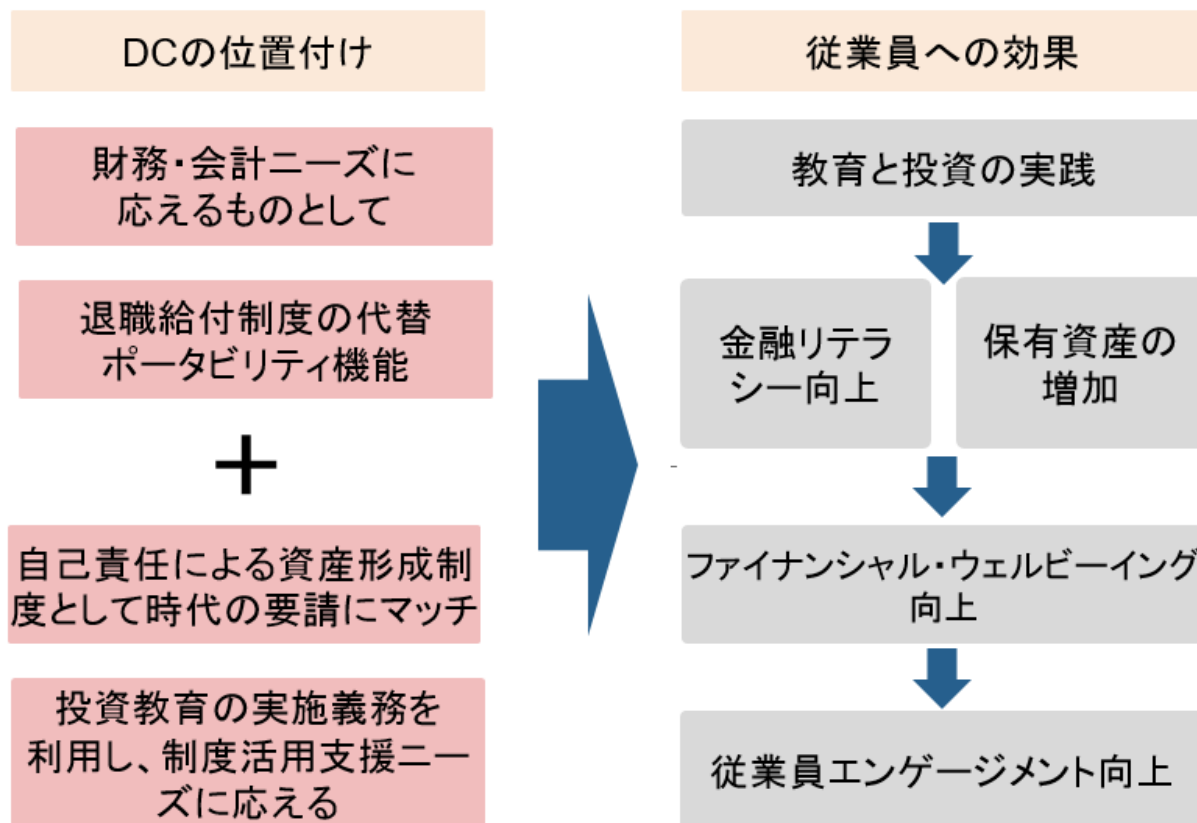 DCの位置付け
財務・会計ニーズに
応えるものとして
退職給付制度の代替
ポータビリティ機能
+
自己責任による資産形成制
度として時代の要請にマッチ
投資教育の実施義務を
利用し、制度活用支援ニー
ズに応える
従業員への効果
教育と投資の実践
金融リテラ
シー向上
保有資産の
増加
ファイナンシャル・ウェルビーイング
向上
従業員エンゲージメント向上